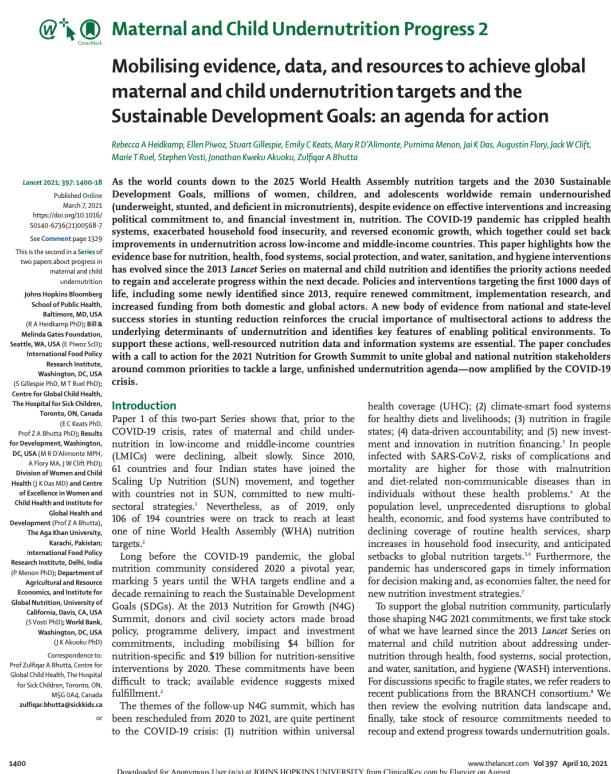 CrossMark
Maternal and Child Undernutrition Progress 2
Mobilising evidence, data, and resources to achieve global
maternal and child undernutrition targets and the
Sustainable Development Goals: an agenda for action
Rebecca A Heidkamp, Ellen Piwoz, Stuart Gillespie, Emily C Keats, Mary R D'Alimonte, Purnima Menon, Jai K Das, Augustin Flory, Jack W Clift,
Marie T Ruel, Stephen Vosti, Jonathan Kweku Akuoku, Zulfiqar A Bhutta
Lancet 2021; 397: 1400–18
Published Online
March 7, 2021
https://doi.org/10.1016/
S0140-6736(21)00568-7
See Comment page 1329
This is the second in a Series of
two papers about progress in
maternal and child
undernutrition
Johns Hopkins Bloomberg
School of Public Health,
Baltimore, MD, USA
(R A Heidkamp PhD); Bill &
Melinda Gates Foundation,
Seattle, WA, USA (E Piwoz ScD);
International Food Policy
Research Institute,
Washington, DC, USA
(S Gillespie PhD, M T Ruel PhD);
Centre for Global Child Health,
The Hospital for Sick Children,
Toronto, ON, Canada
(E C Keats PhD,
Prof Z A Bhutta PhD); Results
for Development, Washington,
DC, USA (M R D'Alimonte MPH,
A Flory MA, J W Clift PhD);
Division of Women and Child
Health (J K Das MD) and Centre
of Excellence in Women and
Child Health and Institute for
Global Health and
Development (Prof Z A Bhutta),
The Aga Khan University,
Karachi, Pakistan;
International Food Policy
Research Institute, Delhi, India
(P Menon PhD); Department of
Agricultural and Resource
Economics, and Institute for
Global Nutrition, University of
California, Davis, CA, USA
(S Vosti PhD); World Bank,
Washington, DC, USA
(J K Akuoku PhD)
Correspondence to:
Prof Zulfiqar A Bhutta, Centre for
Global Child Health, The Hospital
for Sick Children, Toronto, ON,
M5G 0A4, Canada
zulfiqar.bhutta@sickkids.ca
or
As the world counts down to the 2025 World Health Assembly nutrition targets and the 2030 Sustainable
Development Goals, millions of women, children, and adolescents worldwide remain undernourished
(underweight, stunted, and deficient in micronutrients), despite evidence on effective interventions and increasing
political commitment to, and financial investment in, nutrition. The COVID-19 pandemic has crippled health
systems, exacerbated household food insecurity, and reversed economic growth, which together could set back
improvements in undernutrition across low-income and middle-income countries. This paper highlights how the
evidence base for nutrition, health, food systems, social protection, and water, sanitation, and hygiene interventions
has evolved since the 2013 Lancet Series on maternal and child nutrition and identifies the priority actions needed
to regain and accelerate progress within the next decade. Policies and interventions targeting the first 1000 days of
life, including some newly identified since 2013, require renewed commitment, implementation research, and
increased funding from both domestic and global actors. A new body of evidence from national and state-level
success stories in stunting reduction reinforces the crucial importance of multisectoral actions to address the
underlying determinants of undernutrition and identifies key features of enabling political environments. To
support these actions, well-resourced nutrition data and information systems are essential. The paper concludes
with a call to action for the 2021 Nutrition for Growth Summit to unite global and national nutrition stakeholders
around common priorities to tackle a large, unfinished undernutrition agenda—now amplified by the COVID-19
crisis.
Introduction
Paper 1 of this two-part Series shows that, prior to the
COVID-19 crisis, rates of maternal and child under-
nutrition in low-income and middle-income countries
(LMICs) were declining, albeit slowly. Since 2010,
61 countries and four Indian states have joined the
Scaling Up Nutrition (SUN) movement, and together
with countries not in SUN, committed to new multi-
sectoral strategies.1 Nevertheless, as of 2019, only
106 of 194 countries were on track to reach at least
one of nine World Health Assembly (WHA) nutrition
targets.2
Long before the COVID-19 pandemic, the global
nutrition community considered 2020 a pivotal year,
marking 5 years until the WHA targets endline and a
decade remaining to reach the Sustainable Development
Goals (SDGs). At the 2013 Nutrition for Growth (N4G)
Summit, donors and civil society actors made broad
policy, programme delivery, impact and investment
commitments, including mobilising $4 billion for
nutrition-specific and $19 billion for nutrition-sensitive
interventions by 2020. These commitments have been
difficult to track; available evidence suggests mixed
fulfillment.2
The themes of the follow-up N4G summit, which has
been rescheduled from 2020 to 2021, are quite pertinent
to the COVID-19 crisis: (1) nutrition within universal
health coverage (UHC); (2) climate-smart food systems
for healthy diets and livelihoods; (3) nutrition in fragile
states; (4) data-driven accountability; and (5) new invest-
ment and innovation in nutrition financing.3 In people
infected with SARS-CoV-2, risks of complications and
mortality are higher for those with malnutrition
and diet-related non-communicable diseases than in
individuals without these health problems.4 At the
population level, unprecedented disruptions to global
health, economic, and food systems have contributed to
declining coverage of routine health services, sharp
increases in household food insecurity, and anticipated
setbacks to global nutrition targets.5,6 Furthermore, the
pandemic has underscored gaps in timely information
for decision making and, as economies falter, the need for
new nutrition investment strategies.7
To support the global nutrition community, particularly
those shaping N4G 2021 commitments, we first take stock
of what we have learned since the 2013 Lancet Series on
maternal and child nutrition about addressing under-
nutrition through health, food systems, social protection,
and water, sanitation, and hygiene (WASH) interventions.
For discussions specific to fragile states, we refer readers to
recent publications from the BRANCH consortium.8 We
then review the evolving nutrition data landscape and,
finally, take stock of resource commitments needed to
recoup and extend progress towards undernutrition goals.
1400
www.thelancet.com Vol 397 April 10, 2021
Downloaded for Anonymous User (n/a) at JOHNS HOPKINS UNIVERSITY from ClinicalKey.com by Elsevier on August